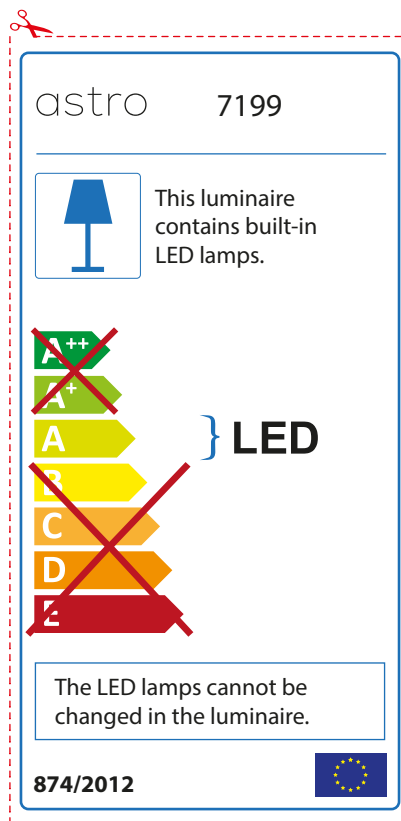 astro 7199
This luminaire
contains built-in
LED lamps.
A++
A+
A
B
C
D
E
} LED
The LED lamps cannot be
changed in the luminaire.
874/2012